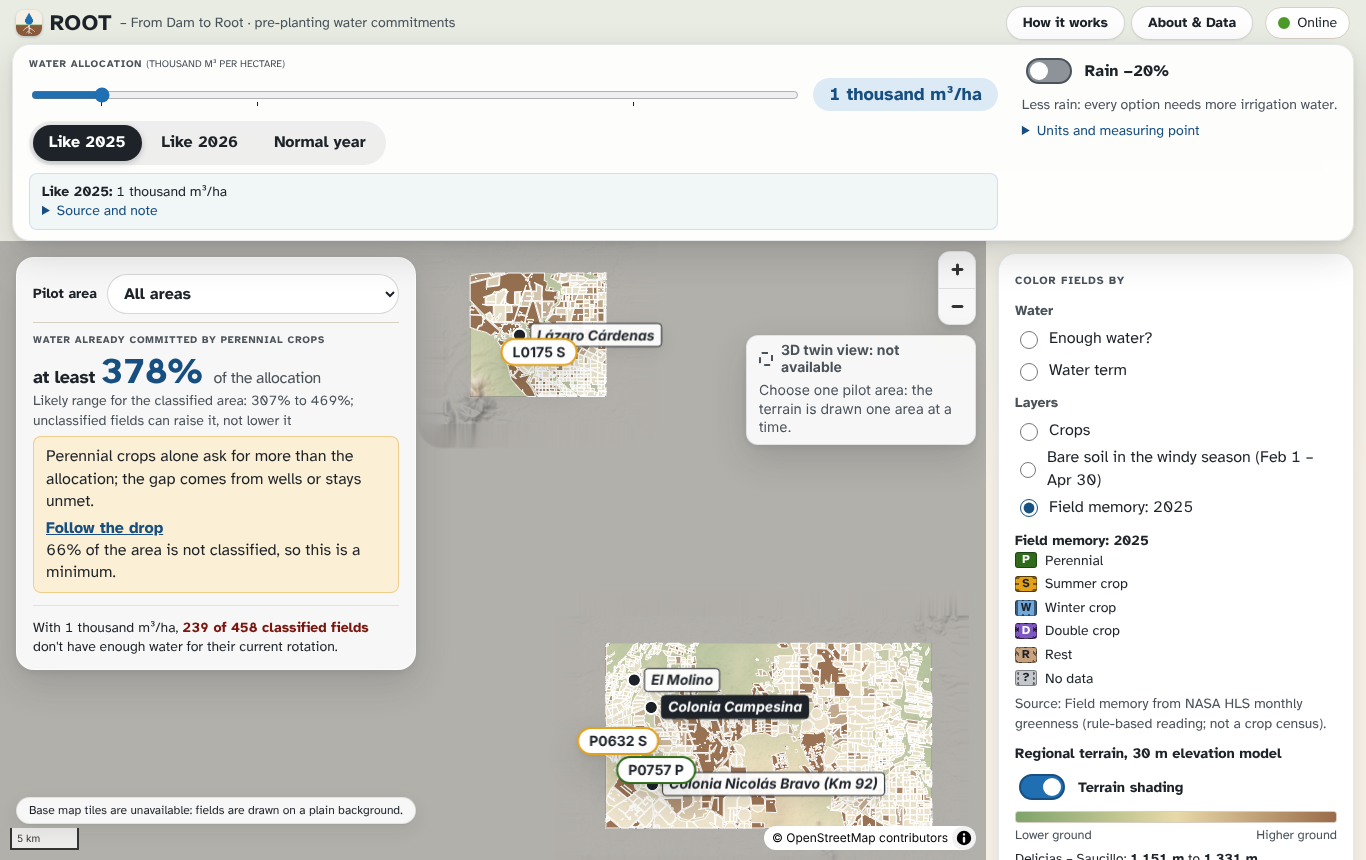 ROOT – From Dam to Root · pre-planting water commitments
How it works
About & Data
Online
WATER ALLOCATION (THOUSAND M³ PER HECTARE)
1 thousand m³/ha
Like 2025
Like 2026
Normal year
Like 2025: 1 thousand m³/ha
Source and note
Rain −20%
Less rain: every option needs more irrigation water.
Units and measuring point
Pilot area
All areas
WATER ALREADY COMMITTED BY PERENNIAL CROPS
at least 378% of the allocation
Likely range for the classified area: 307% to 469%;
unclassified fields can raise it, not lower it
Perennial crops alone ask for more than the
allocation; the gap comes from wells or stays
unmet.
Follow the drop
66% of the area is not classified, so this is a
minimum.
With 1 thousand m³/ha, 239 of 458 classified fields
don't have enough water for their current rotation.
Base map tiles are unavailable: fields are drawn on a plain background.
5 km
Lázaro Cárdenas
L0175 S
+
−
3D twin view: not
available
Choose one pilot area: the
terrain is drawn one area at a
time.
El Molino
Colonia Campesina
P0632 S
P0757 P
Colonia Nicolás Bravo (Km 92)
© OpenStreetMap contributors
COLOR FIELDS BY
Water
Enough water?
Water term
Layers
Crops
Bare soil in the windy season (Feb 1 –
Apr 30)
Field memory: 2025
Field memory: 2025
P Perennial
S Summer crop
W Winter crop
D Double crop
R Rest
? No data
Source: Field memory from NASA HLS monthly
greenness (rule-based reading; not a crop census).
Regional terrain, 30 m elevation model
Terrain shading
Lower ground
Higher ground
Delicias – Saucillo: 1,151 m to 1,331 m